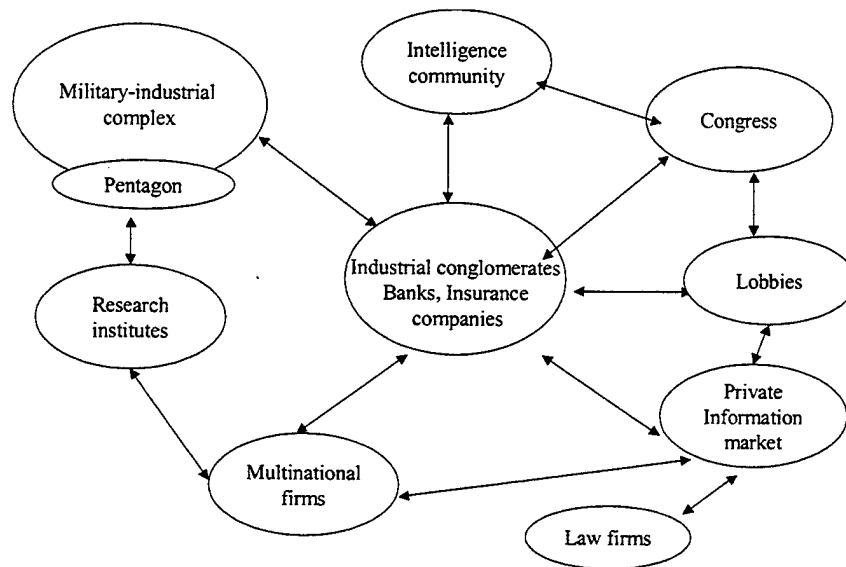 Intelligence
community
Military-industrial
complex
Congress
Pentagon
Industrial conglomerates
Banks, Insurance
companies
Lobbies
Research
institutes
Private
Information
market
Multinational
firms
Law firms